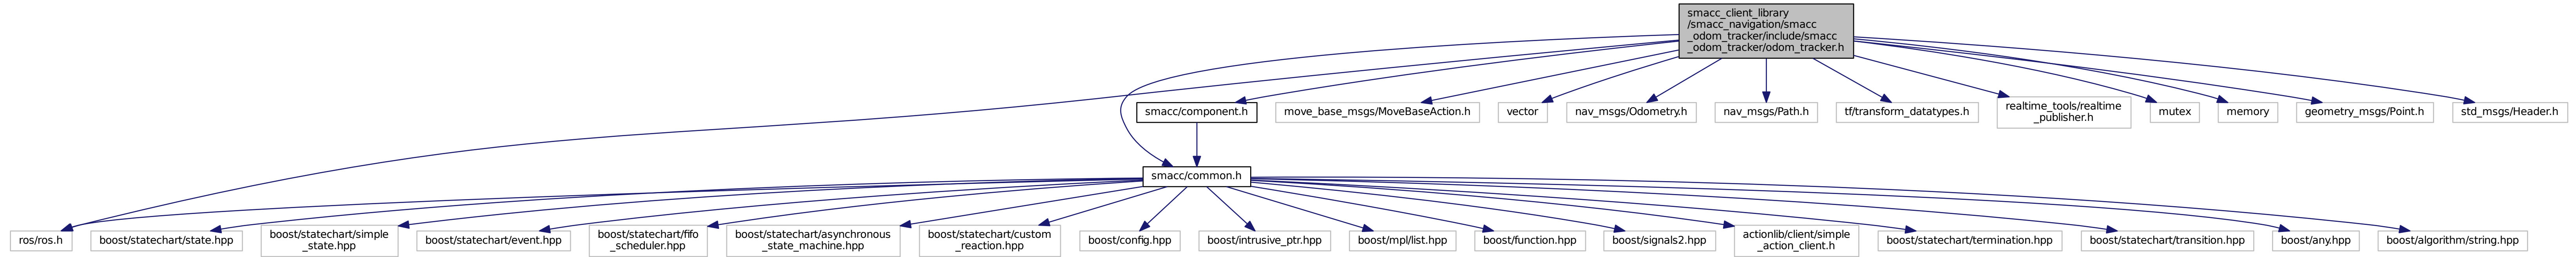 smacc_client_library
/smacc_navigation/smacc
_odom_tracker/include/smacc
_odom_tracker/odom_tracker.h
smacc/component.h
move_base_msgs/MoveBaseAction.h
vector
nav_msgs/Odometry.h
nav_msgs/Path.h
tf/transform_datatypes.h
realtime_tools/realtime
_publisher.h
mutex
memory
geometry_msgs/Point.h
std_msgs/Header.h
smacc/common.h
ros/ros.h
boost/statechart/state.hpp
boost/statechart/simple
_state.hpp
boost/statechart/event.hpp
boost/statechart/fifo
_scheduler.hpp
boost/statechart/asynchronous
_state_machine.hpp
boost/statechart/custom
_reaction.hpp
boost/config.hpp
boost/intrusive_ptr.hpp
boost/mpl/list.hpp
boost/function.hpp
boost/signals2.hpp
actionlib/client/simple
_action_client.h
boost/statechart/termination.hpp
boost/statechart/transition.hpp
boost/any.hpp
boost/algorithm/string.hpp